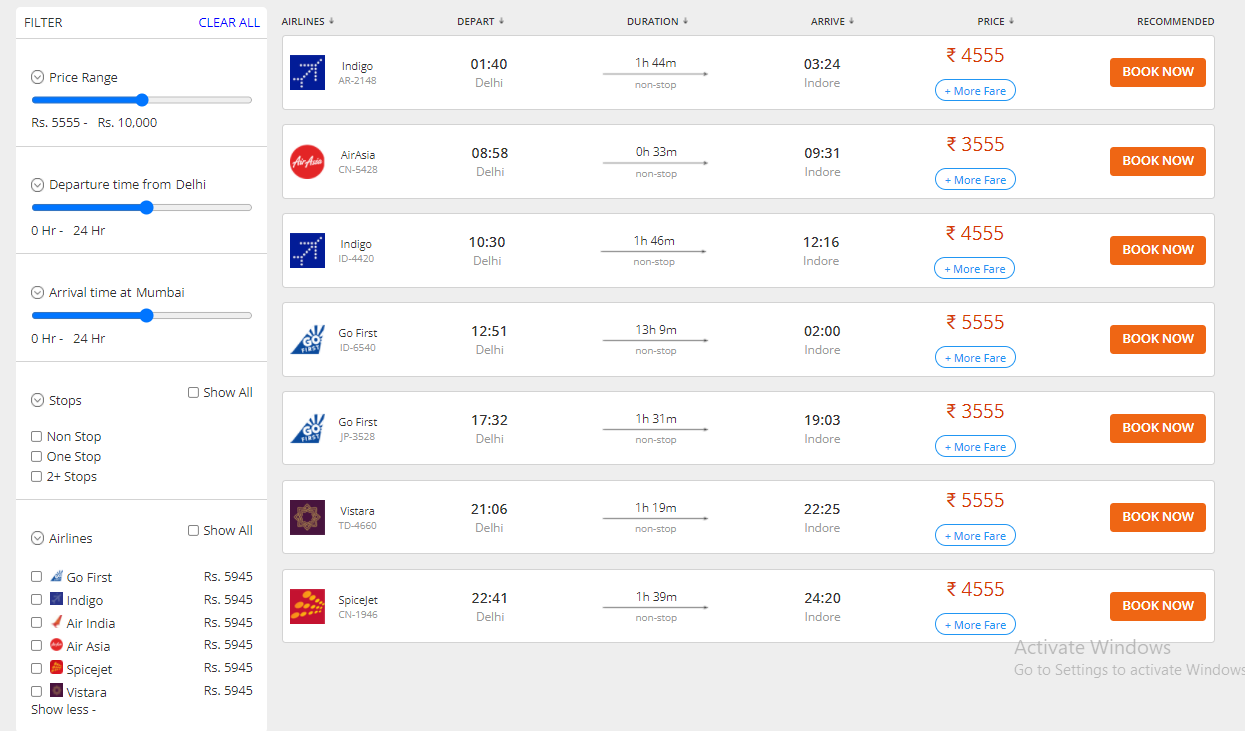 FILTER CLEAR ALL
Price Range
Rs. 5555 - Rs. 10,000
Departure time from Delhi
0 Hr - 24 Hr
Arrival time at Mumbai
0 Hr - 24 Hr
Stops Show All
Non Stop
One Stop
2+ Stops
Airlines Show All
Go First Rs. 5945
Indigo Rs. 5945
Air India Rs. 5945
Air Asia Rs. 5945
Spicejet Rs. 5945
Vistara Rs. 5945
Show less -
AIRLINES DEPART DURATION ARRIVE PRICE RECOMMENDED
Indigo 01:40 1h 44m 03:24 ₹ 4555 BOOK NOW
AR-2148 Delhi non-stop Indore + More Fare
AirAsia AirAsia 08:58 0h 33m 09:31 ₹ 3555 BOOK NOW
CN-5428 Delhi non-stop Indore + More Fare
Indigo 10:30 1h 46m 12:16 ₹ 4555 BOOK NOW
ID-4420 Delhi non-stop Indore + More Fare
GO FIRST Go First 12:51 13h 9m 02:00 ₹ 5555 BOOK NOW
ID-6540 Delhi non-stop Indore + More Fare
GO FIRST Go First 17:32 1h 31m 19:03 ₹ 3555 BOOK NOW
JP-3528 Delhi non-stop Indore + More Fare
Vistara 21:06 1h 19m 22:25 ₹ 5555 BOOK NOW
TD-4660 Delhi non-stop Indore + More Fare
SpiceJet 22:41 1h 39m 24:20 ₹ 4555 BOOK NOW
CN-1946 Delhi non-stop Indore + More Fare
Activate Windows
Go to Settings to activate Windows